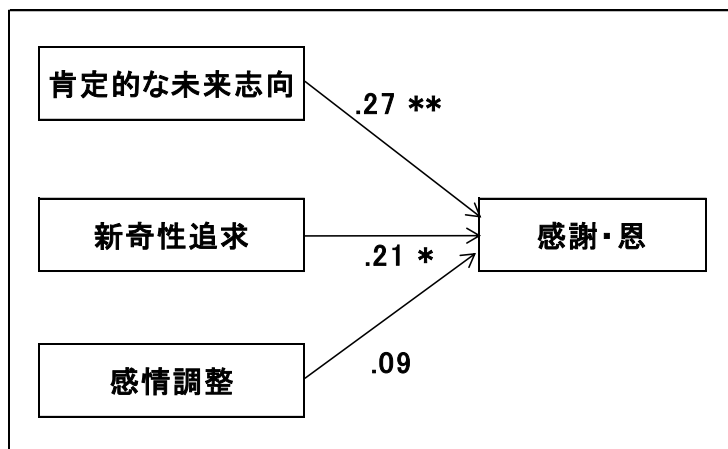 肯定的な未来志向
.27 **
新奇性追求
.21 *
感謝・恩
.09
感情調整